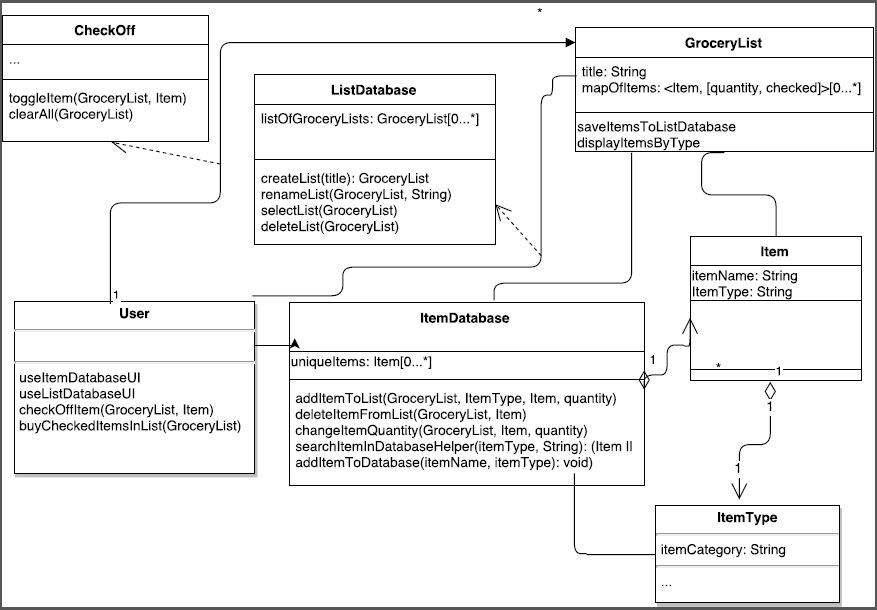 *
CheckOff
...
toggleItem(GroceryList, Item)
clearAll(GroceryList)
ListDatabase
listOfGroceryLists: GroceryList[0...*]
createList(title): GroceryList
renameList(GroceryList, String)
selectList(GroceryList)
deleteList(GroceryList)
GroceryList
title: String
mapOfItems: <Item, [quantity, checked]>[0...*]
saveItemsToListDatabase
displayItemsByType
Item
itemName: String
ItemType: String
* 1
1
User
useItemDatabaseUI
useListDatabaseUI
checkOffItem(GroceryList, Item)
buyCheckedItemsInList(GroceryList)
ItemDatabase
uniqueItems: Item[0...*]
addItemToList(GroceryList, ItemType, Item, quantity)
deleteItemFromList(GroceryList, Item)
changeItemQuantity(GroceryList, Item, quantity)
searchItemInDatabaseHelper(itemType, String): (Item ||
addItemToDatabase(itemName, itemType): void)
1
1
1
ItemType
itemCategory: String
...